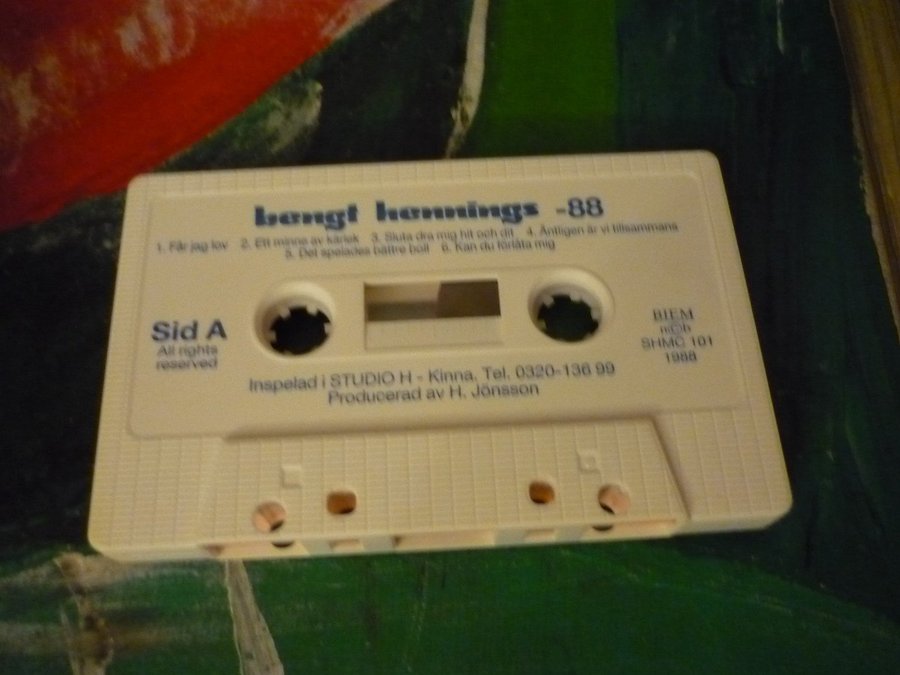 bengt hennings -88
1. Får jag lov 2. Ett minne av kärlek 3. Sluta dra mig hit och dit 4. Äntligen är vi tillsammans
5. Det spelades bättre boll 6. Kan du förlåta mig
Sid A
All rights
reserved
BIEM
n©b
SHMC 101
1988
Inspelad i STUDIO H - Kinna. Tel. 0320-136 99
Producerad av H. Jönsson